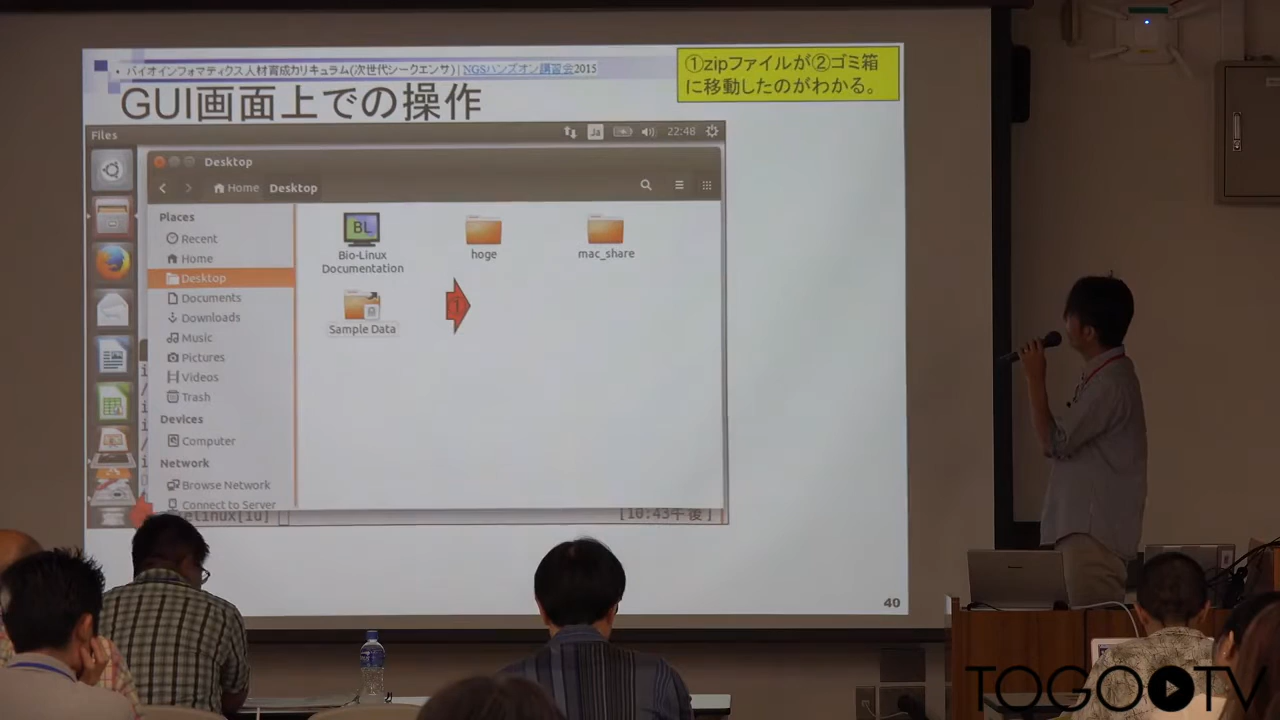 ・バイオインフォマティクス人材育成カリキュラム(次世代シークエンサ) | NGSハンズオン講習会2015
GUI画面上での操作
①zipファイルが②ゴミ箱
に移動したのがわかる。
Files
Ja
22:48
Desktop
Home Desktop
Places
Recent
Home
Desktop
Documents
Downloads
Music
Pictures
Videos
Trash
Devices
Computer
Network
Browse Network
Connect to Server
BL
Bio-Linux
Documentation
hoge
mac_share
Sample Data
①
elinux[iu]
[10:43午後]
40
TOGOTV